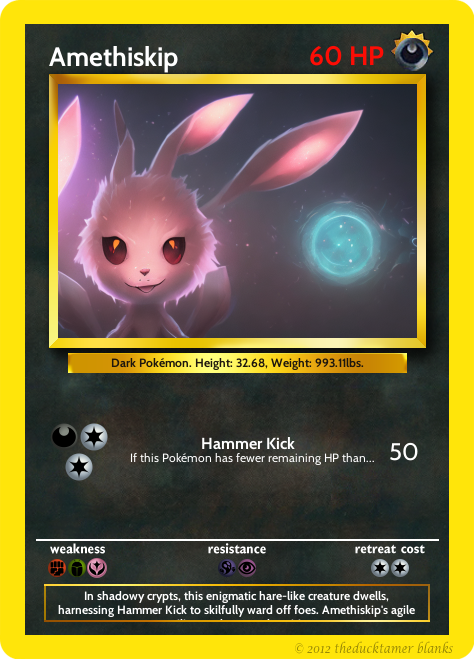 Amethiskip
60 HP
Dark Pokémon. Height: 32.68, Weight: 993.11lbs.
Hammer Kick
If this Pokémon has fewer remaining HP than...
50
weakness
resistance
retreat cost
In shadowy crypts, this enigmatic hare-like creature dwells,
harnessing Hammer Kick to skilfully ward off foes. Amethiskip's agile
© 2012 theducktamer blanks